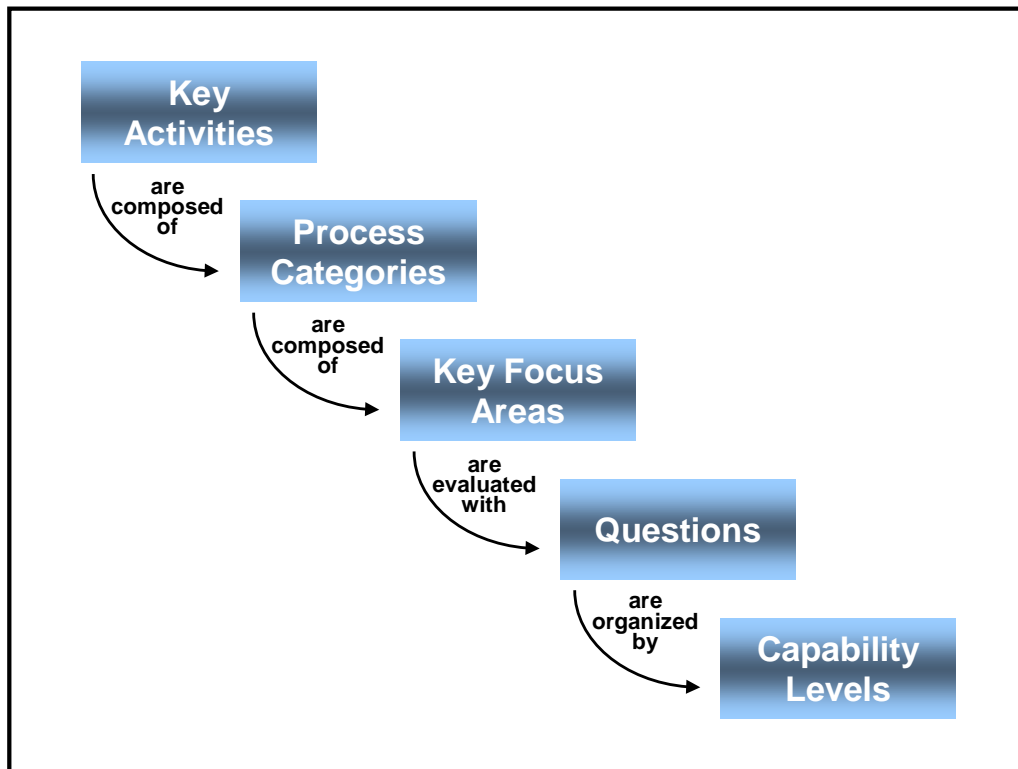 Key
Activities
are
composed
of
Process
Categories
are
composed
of
Key Focus
Areas
are
evaluated
with
Questions
are
organized
by
Capability
Levels